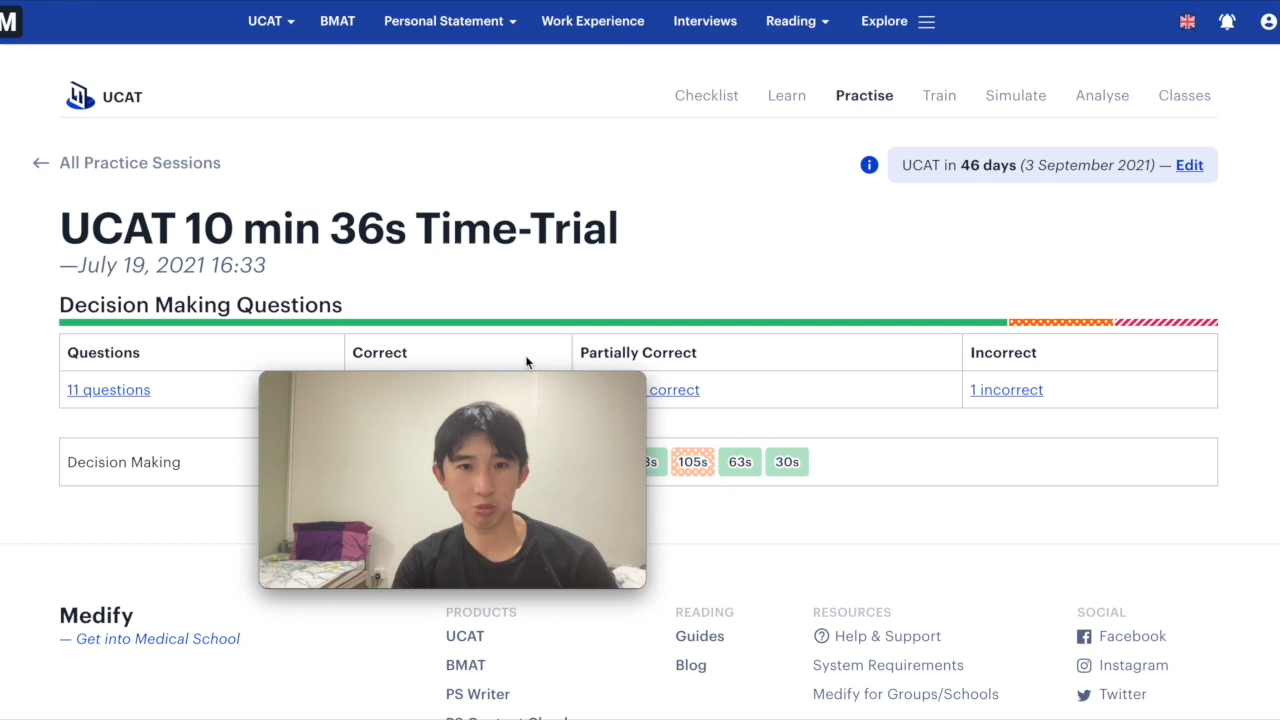 M
UCAT BMAT Personal Statement Work Experience Interviews Reading Explore
UCAT
Checklist Learn Practise Train Simulate Analyse Classes
← All Practice Sessions
UCAT in 46 days (3 September 2021) — Edit
UCAT 10 min 36s Time-Trial
—July 19, 2021 16:33
Decision Making Questions
Questions Correct Partially Correct Incorrect
11 questions correct 1 incorrect
Decision Making 105s 63s 30s
Medify
— Get into Medical School
PRODUCTS READING RESOURCES SOCIAL
UCAT Guides Help & Support Facebook
BMAT Blog System Requirements Instagram
PS Writer Medify for Groups/Schools Twitter